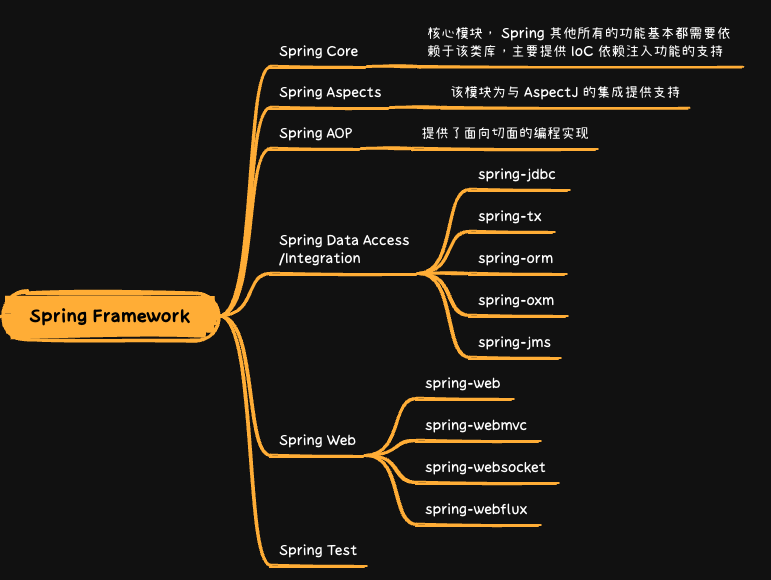 核心模块， Spring 其他所有的功能基本都需要依
赖于该类库，主要提供 IoC 依赖注入功能的支持
Spring Core
Spring Aspects
该模块为与 AspectJ 的集成提供支持
Spring AOP
提供了面向切面的编程实现
spring-jdbc
spring-tx
Spring Data Access
/Integration
spring-orm
spring-oxm
spring-jms
Spring Framework
spring-web
spring-webmvc
Spring Web
spring-websocket
spring-webflux
Spring Test